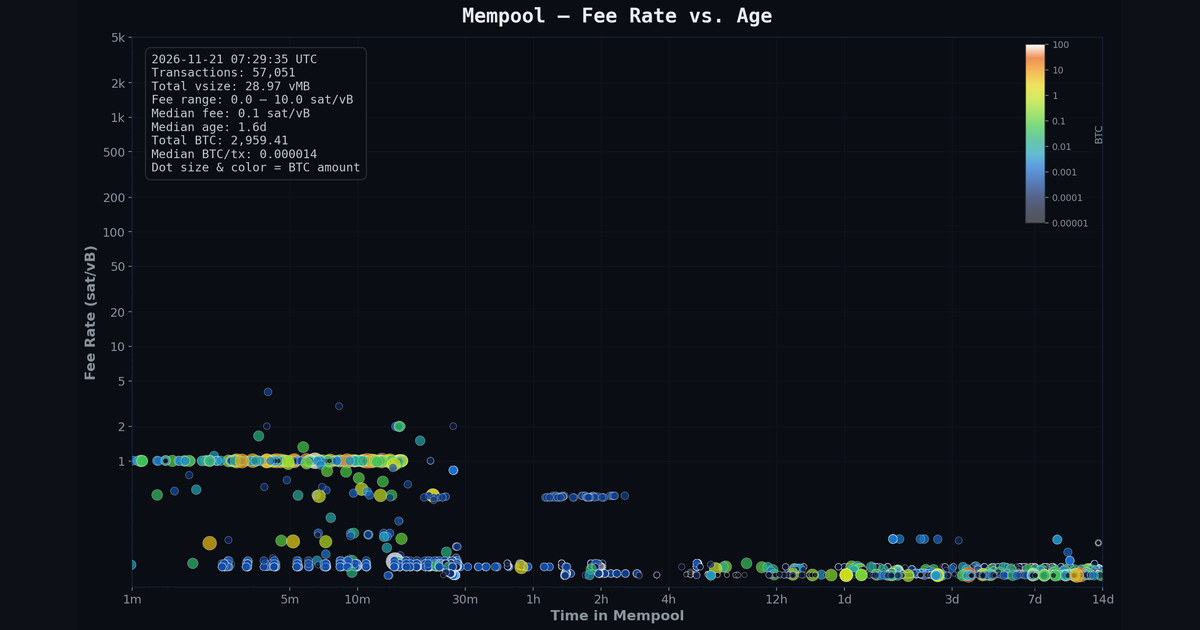 Mempool — Fee Rate vs. Age
2026-11-21 07:29:35 UTC
Transactions: 57,051
Total vsize: 28.97 vMB
Fee range: 0.0 – 10.0 sat/vB
Median fee: 0.1 sat/vB
Median age: 1.6d
Total BTC: 2,959.41
Median BTC/tx: 0.000014
Dot size & color = BTC amount
100
10
1
0.1
0.01
0.001
0.0001
0.00001
BTC
Fee Rate (sat/vB)
5k
2k
1k
500
200
100
50
20
10
5
2
1
1m 5m 10m 30m 1h 2h 4h 12h 1d 3d 7d 14d
Time in Mempool